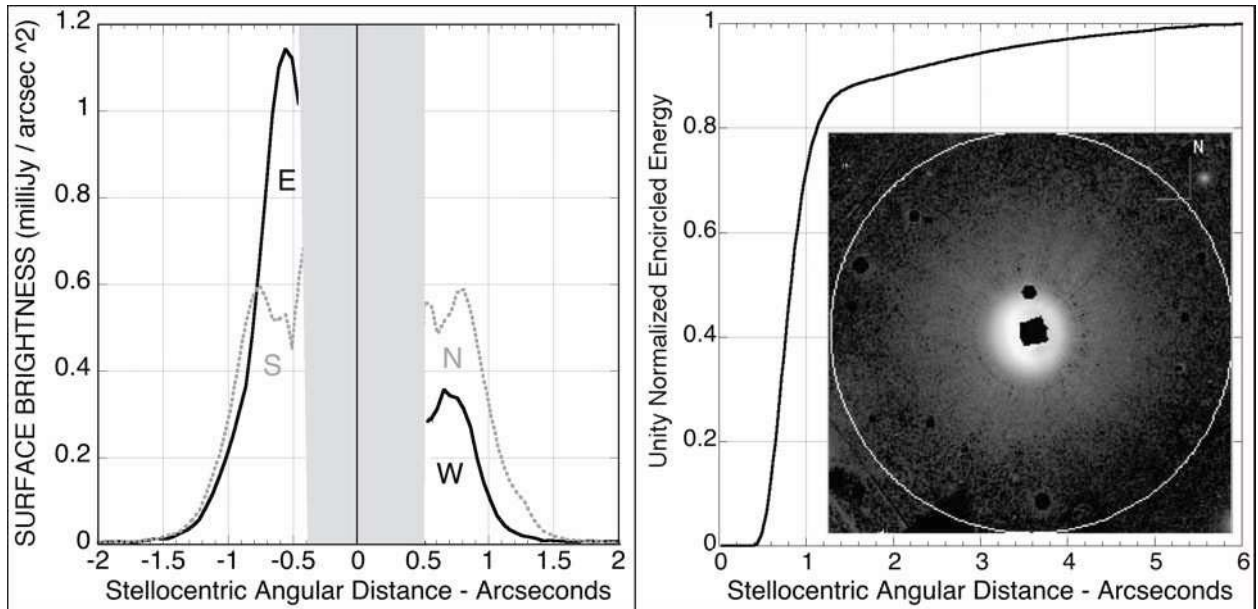 SURFACE BRIGHTNESS (milliJy / arcsec ^2)
1.2
1
0.8
0.6
0.4
0.2
0
E
S
N
W
-2 -1.5 -1 -0.5 0 0.5 1 1.5 2
Stellocentric Angular Distance - Arcseconds
Unity Normalized Encircled Energy
1
0.8
0.6
0.4
0.2
0
N
0 1 2 3 4 5 6
Stellocentric Angular Distance - Arcseconds